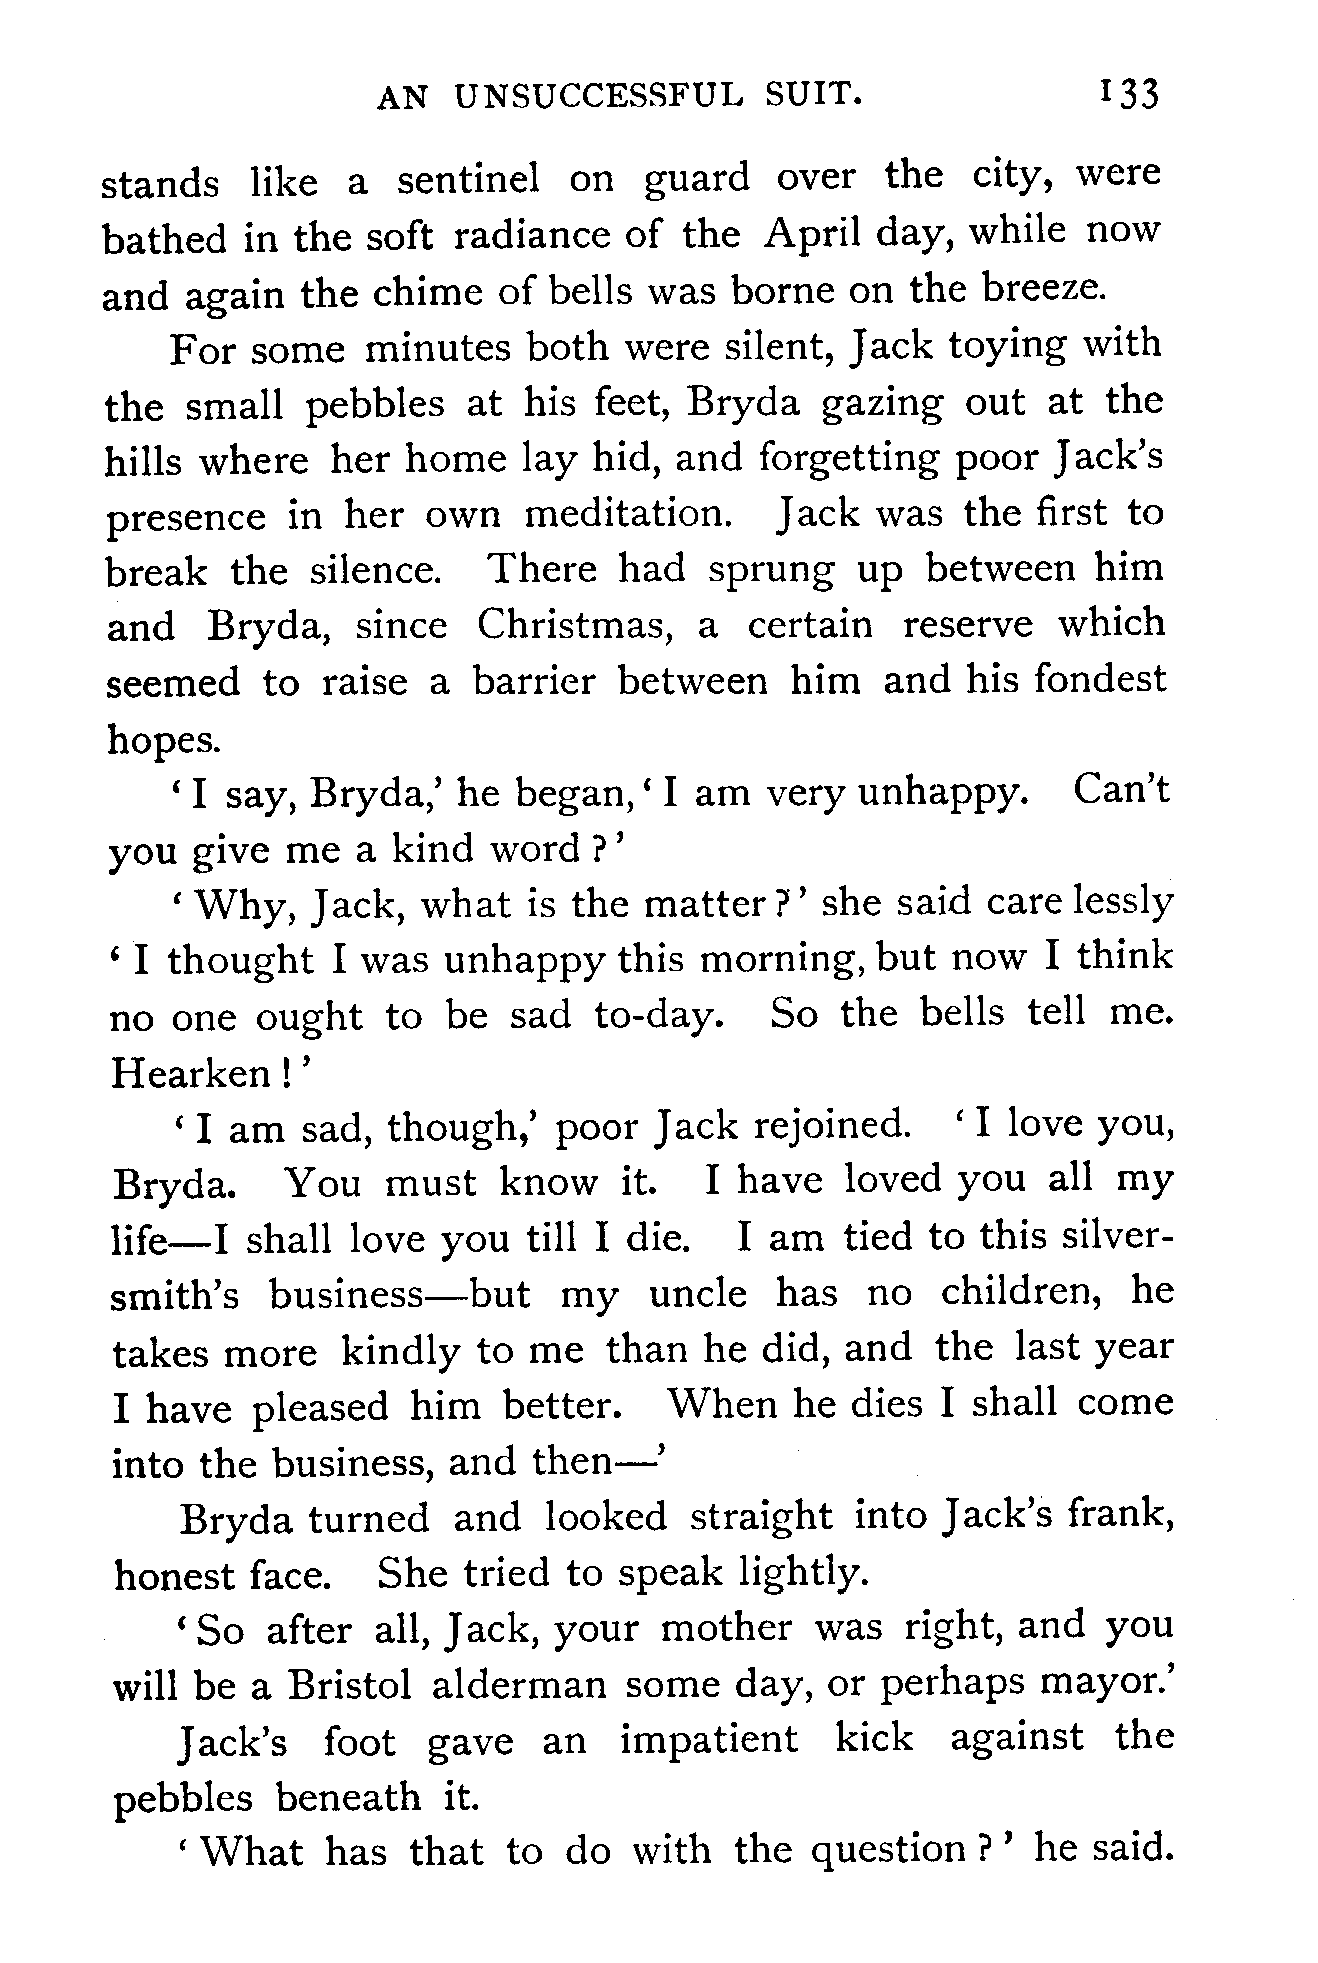 AN UNSUCCESSFUL SUIT. 133
stands like a sentinel on guard over the city, were
bathed in the soft radiance of the April day, while now
and again the chime of bells was borne on the breeze.
For some minutes both were silent, Jack toying with
the small pebbles at his feet, Bryda gazing out at the
hills where her home lay hid, and forgetting poor Jack's
presence in her own meditation. Jack was the first to
break the silence. There had sprung up between him
and Bryda, since Christmas, a certain reserve which
seemed to raise a barrier between him and his fondest
hopes.
‘ I say, Bryda,’ he began, ‘ I am very unhappy. Can't
you give me a kind word ? ’
‘ Why, Jack, what is the matter ? ’ she said care lessly
‘ I thought I was unhappy this morning, but now I think
no one ought to be sad to-day. So the bells tell me.
Hearken ! ’
‘ I am sad, though,’ poor Jack rejoined. ‘ I love you,
Bryda. You must know it. I have loved you all my
life—I shall love you till I die. I am tied to this silver-
smith's business—but my uncle has no children, he
takes more kindly to me than he did, and the last year
I have pleased him better. When he dies I shall come
into the business, and then—’
Bryda turned and looked straight into Jack's frank,
honest face. She tried to speak lightly.
‘ So after all, Jack, your mother was right, and you
will be a Bristol alderman some day, or perhaps mayor.’
Jack's foot gave an impatient kick against the
pebbles beneath it.
‘ What has that to do with the question ? ’ he said.